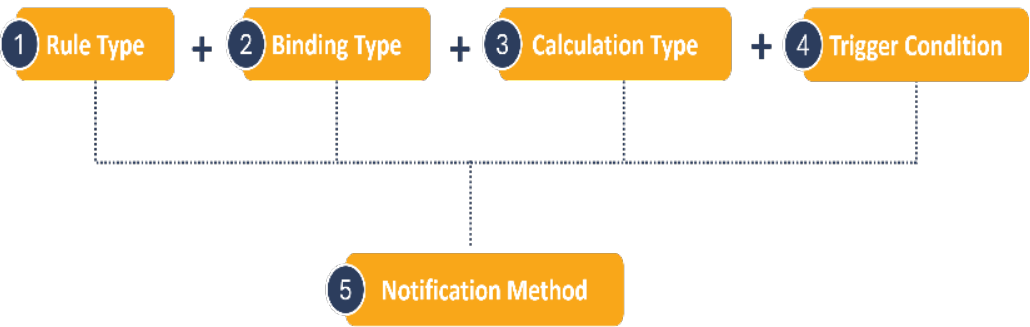 1 Rule Type + 2 Binding Type + 3 Calculation Type + 4 Trigger Condition
5 Notification Method